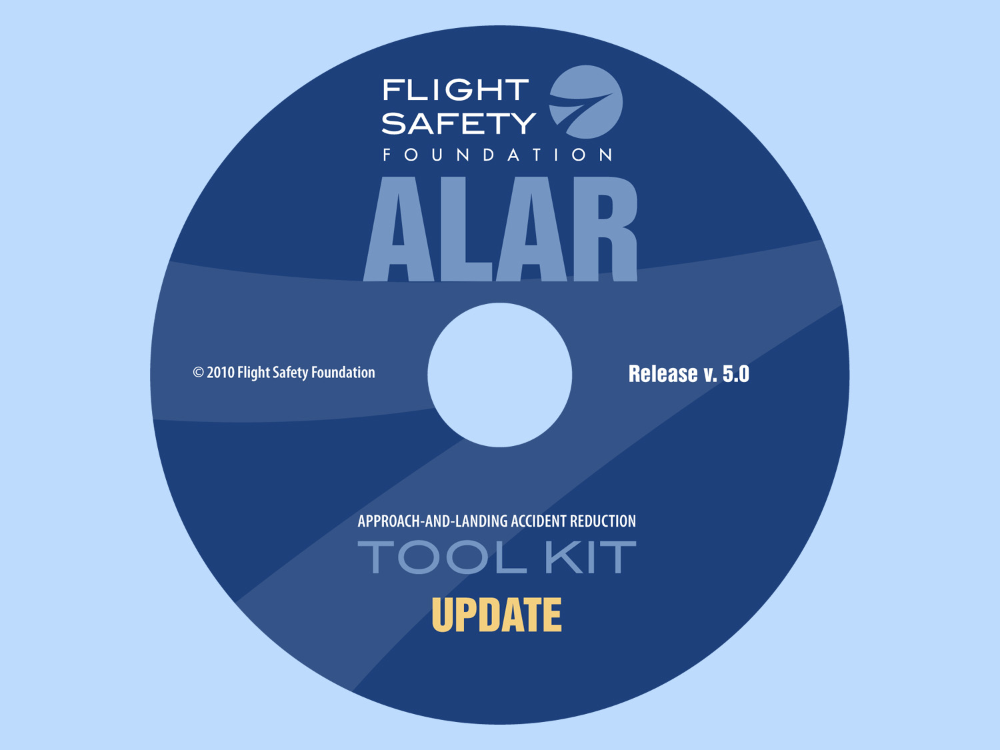 FLIGHT
SAFETY
FOUNDATION
ALAR
© 2010 Flight Safety Foundation
Release v. 5.0
APPROACH-AND-LANDING ACCIDENT REDUCTION
TOOL KIT
UPDATE